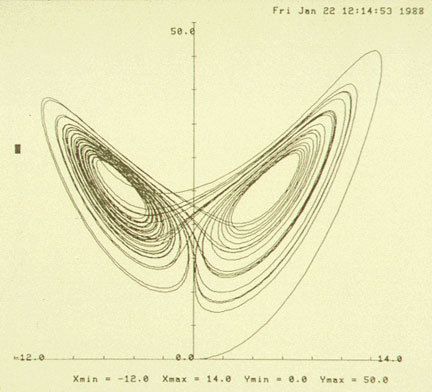 Fri Jan 22 12:14:53 1988
50.0
-12.0
0.0
14.0
Xmin = -12.0 Xmax = 14.0 Ymin = 0.0 Ymax = 50.0